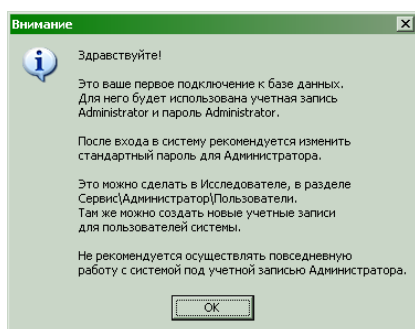 Внимание
Здравствуйте!
Это ваше первое подключение к базе данных.
Для него будет использована учетная запись
Administrator и пароль Administrator.
После входа в систему рекомендуется изменить
стандартный пароль для Администратора.
Это можно сделать в Исследователе, в разделе
Сервис\Администратор\Пользователи.
Там же можно создать новые учетные записи
для пользователей системы.
Не рекомендуется осуществлять повседневную
работу с системой под учетной записью Администратора.
OK